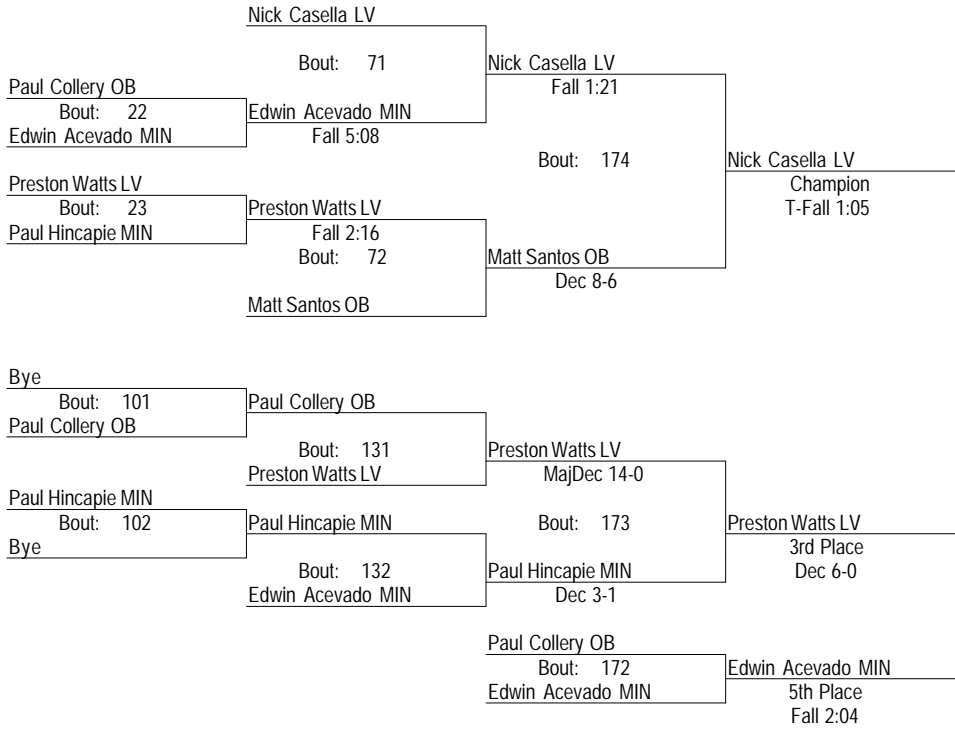 Nick Casella LV
Bout: 71
Nick Casella LV
Fall 1:21
Paul Collery OB
Bout: 22
Edwin Acevado MIN
Edwin Acevado MIN
Fall 5:08
Bout: 174
Nick Casella LV
Champion
T-Fall 1:05
Preston Watts LV
Bout: 23
Paul Hincapie MIN
Preston Watts LV
Fall 2:16
Bout: 72
Matt Santos OB
Dec 8-6
Matt Santos OB
Bye
Bout: 101
Paul Collery OB
Paul Collery OB
Bout: 131
Preston Watts LV
Preston Watts LV
MajDec 14-0
Paul Hincapie MIN
Bout: 102
Bye
Paul Hincapie MIN
Bout: 173
Preston Watts LV
3rd Place
Dec 6-0
Bout: 132
Edwin Acevado MIN
Paul Hincapie MIN
Dec 3-1
Paul Collery OB
Bout: 172
Edwin Acevado MIN
Edwin Acevado MIN
5th Place
Fall 2:04